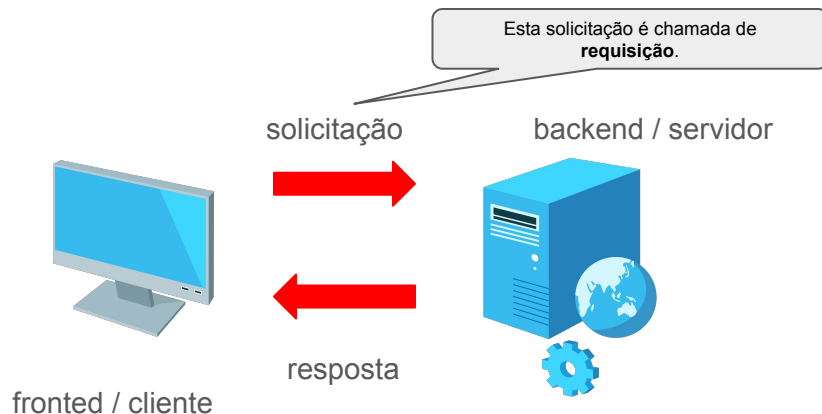 Esta solicitação é chamada de
requisição.
solicitação
backend / servidor
resposta
fronted / cliente